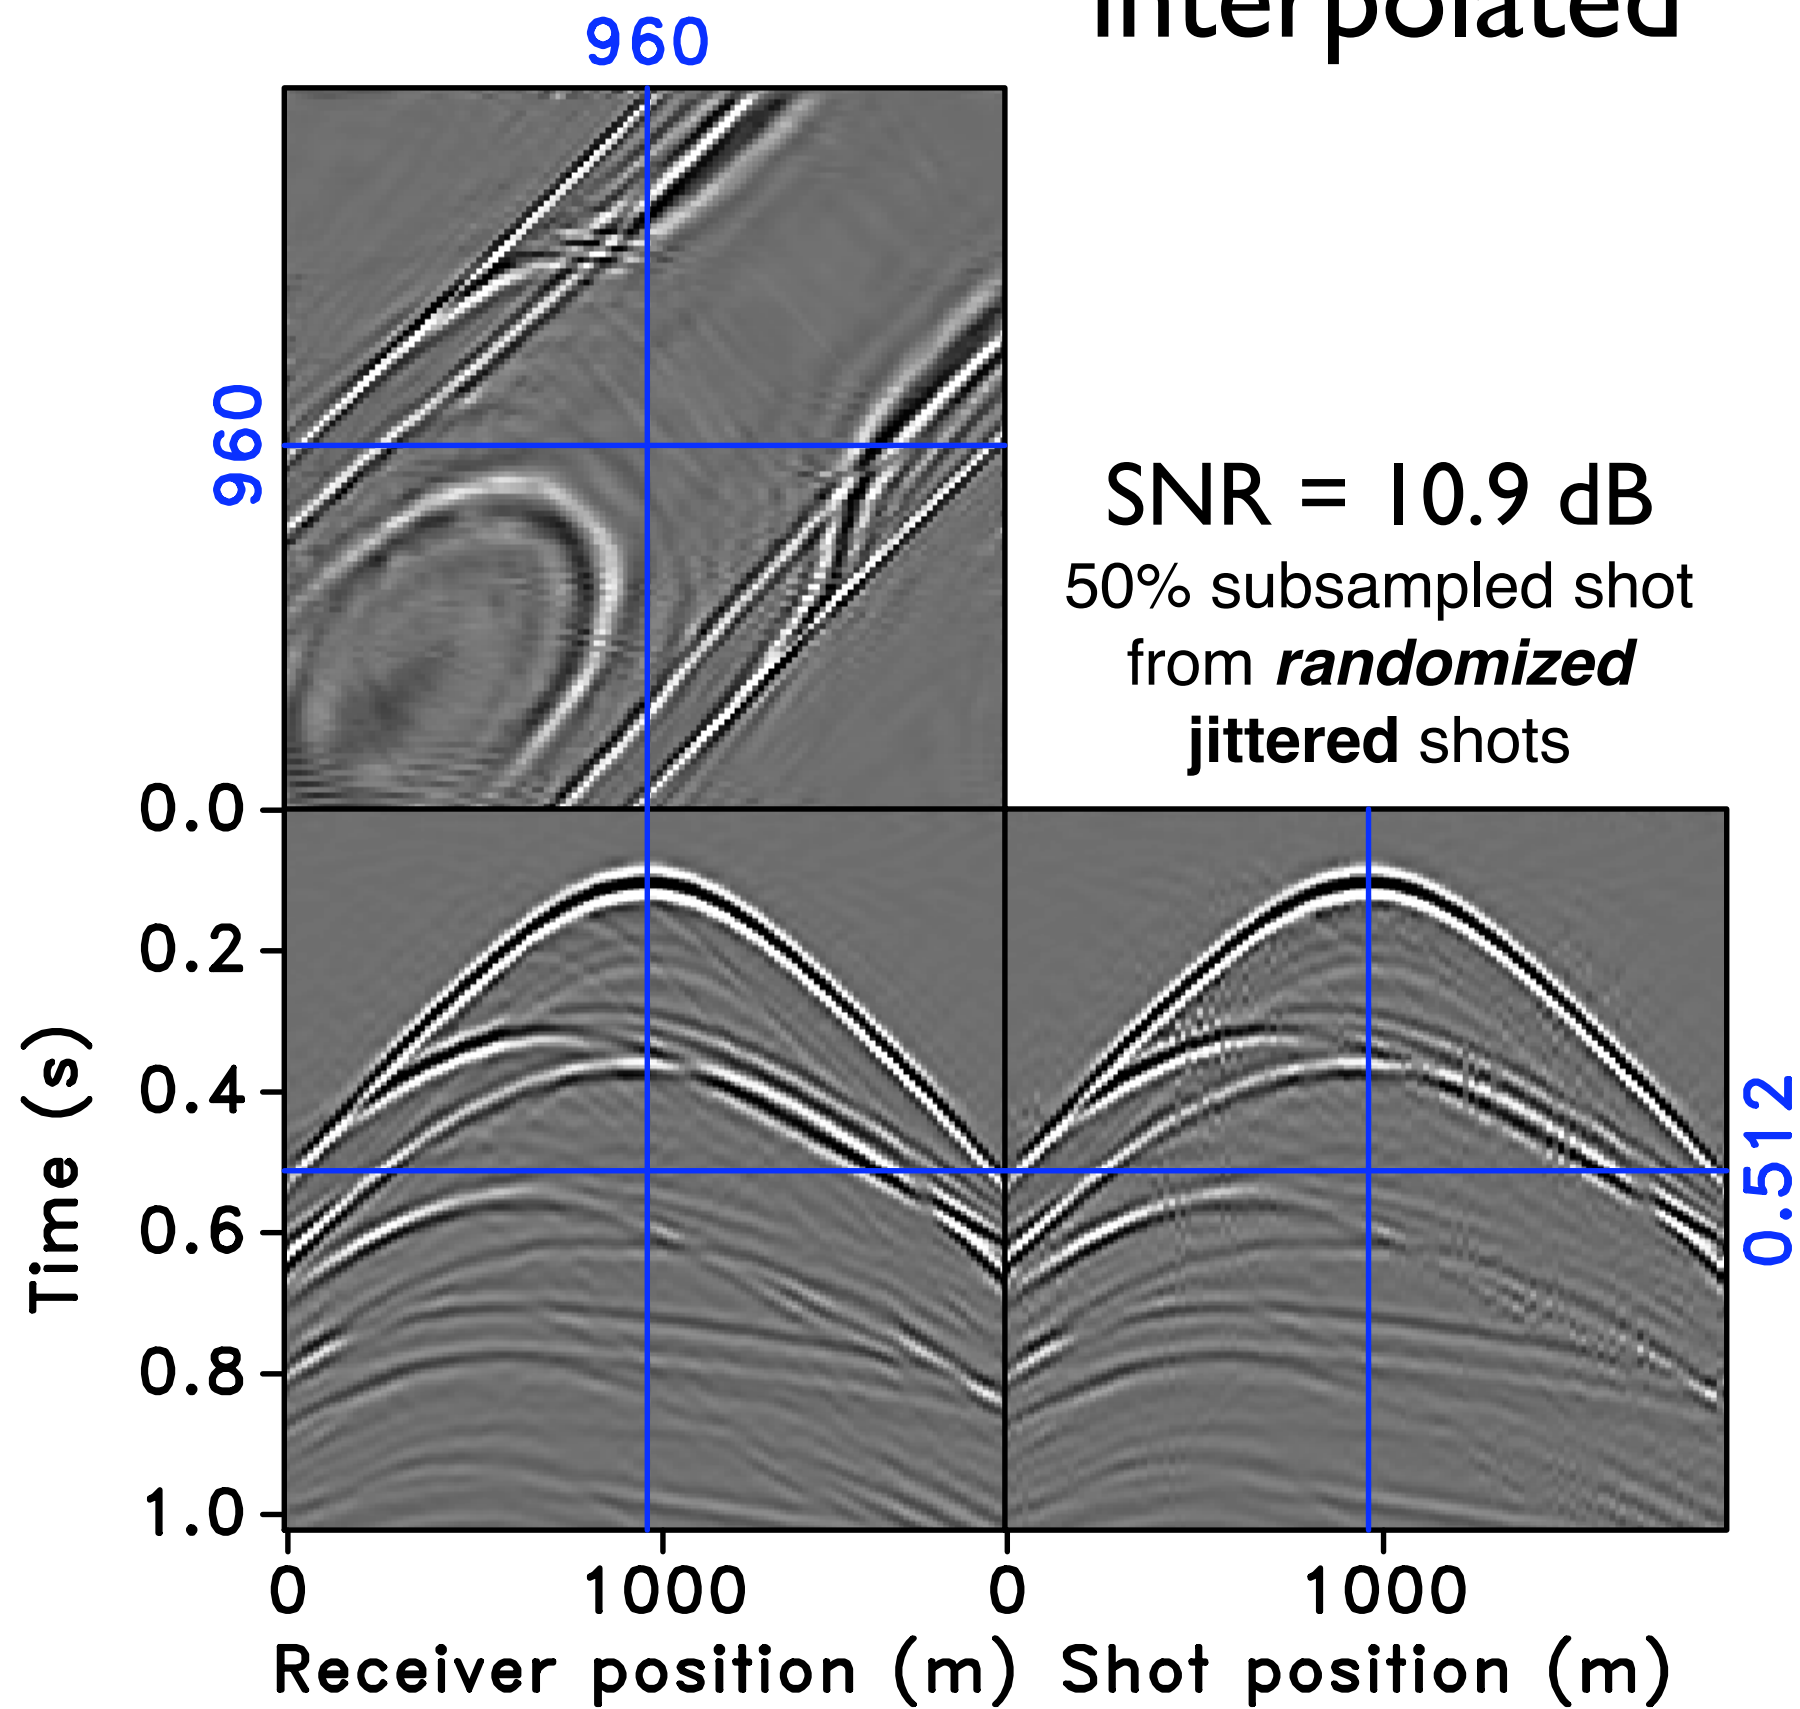 interpolated
960
960
SNR = 10.9 dB
50% subsampled shot
from randomized
jittered shots
0.0
0.2
0.4
0.6
0.8
1.0
Time (s)
0.512
0 1000 0 1000
Receiver position (m) Shot position (m)